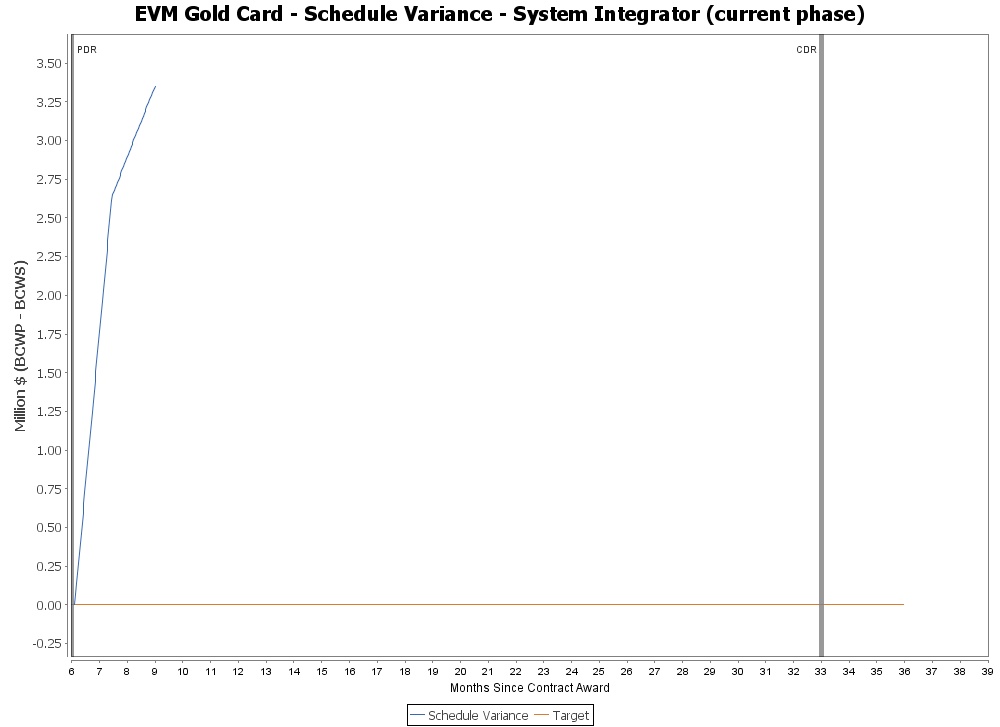 EVM Gold Card - Schedule Variance - System Integrator (current phase)
PDR
CDR
3.50
3.25
3.00
2.75
2.50
2.25
2.00
1.75
1.50
1.25
1.00
0.75
0.50
0.25
0.00
-0.25
Million $ (BCWP - BCWS)
6 7 8 9 10 11 12 13 14 15 16 17 18 19 20 21 22 23 24 25 26 27 28 29 30 31 32 33 34 35 36 37 38 39
Months Since Contract Award
Schedule Variance Target